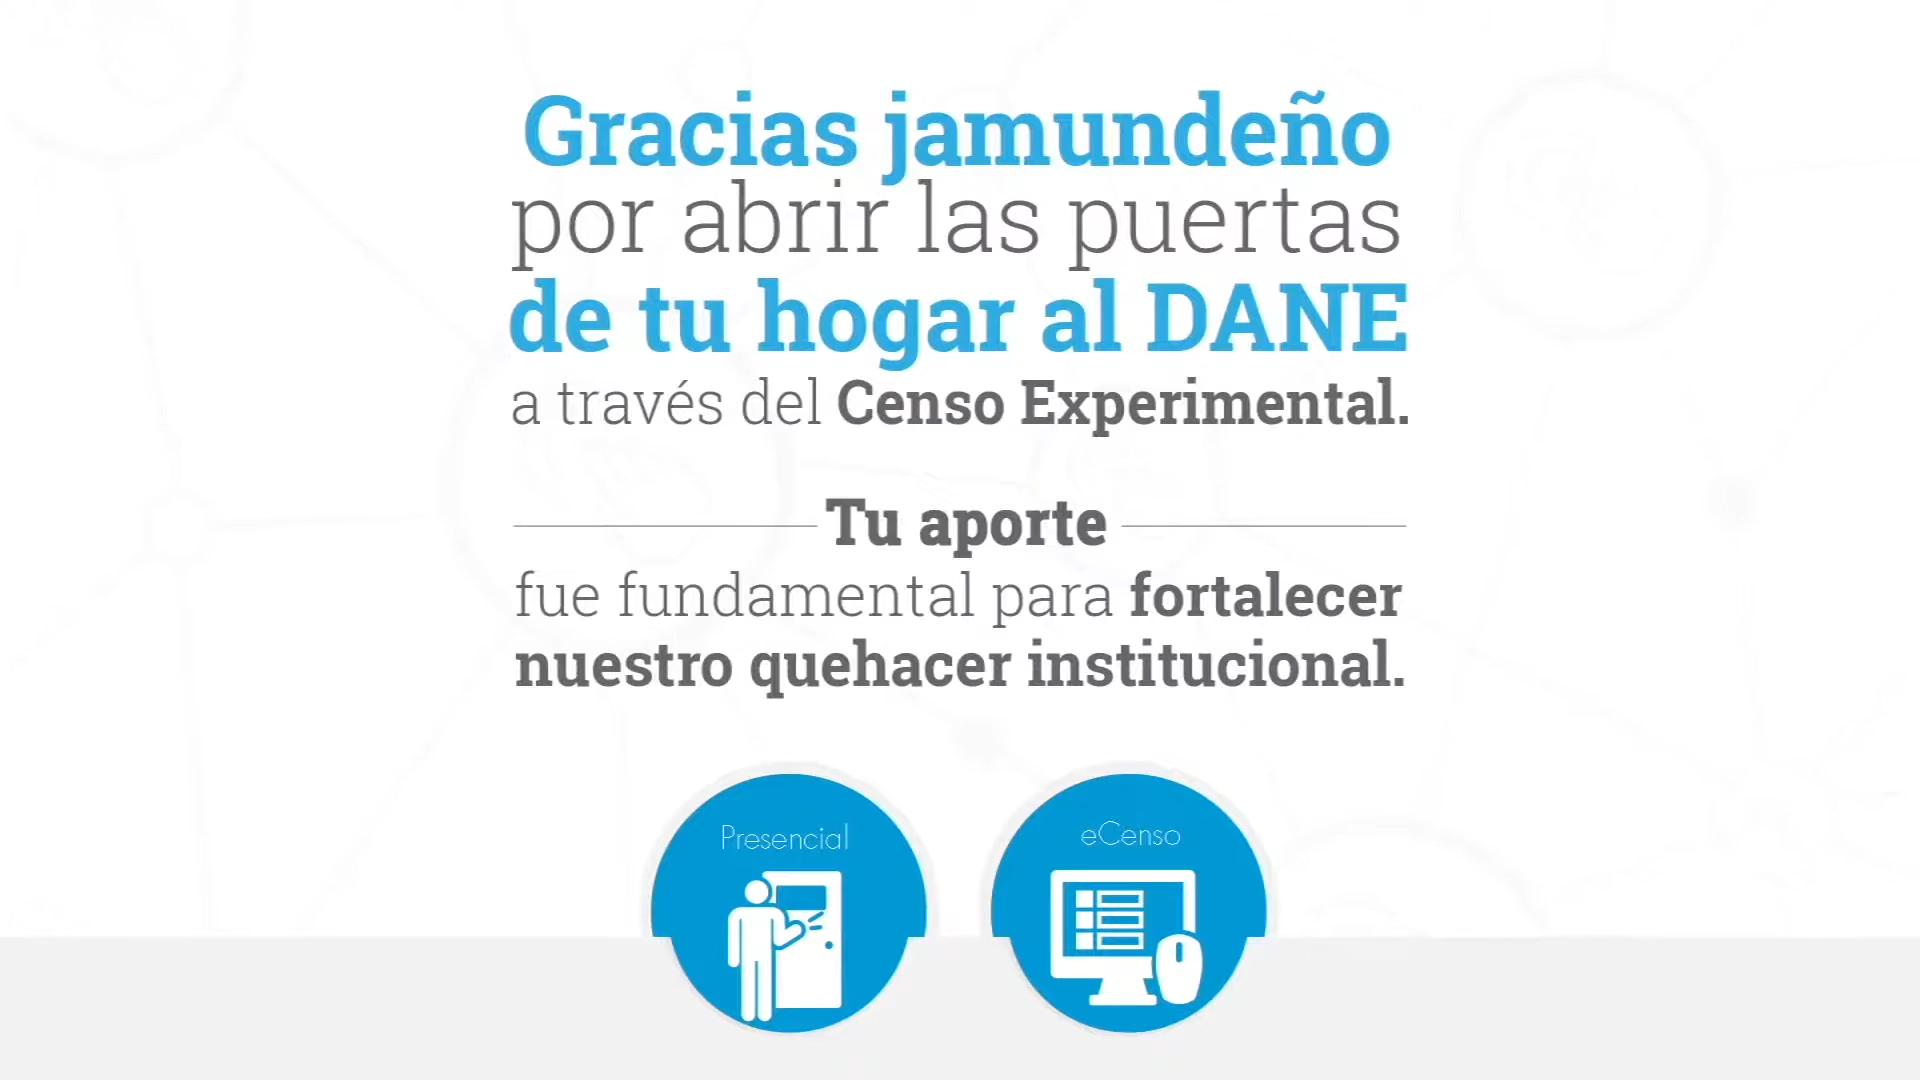 Gracias jamundeño
por abrir las puertas
de tu hogar al DANE
a través del Censo Experimental.
Tu aporte
fue fundamental para fortalecer
nuestro quehacer institucional.
Presencial
eCenso